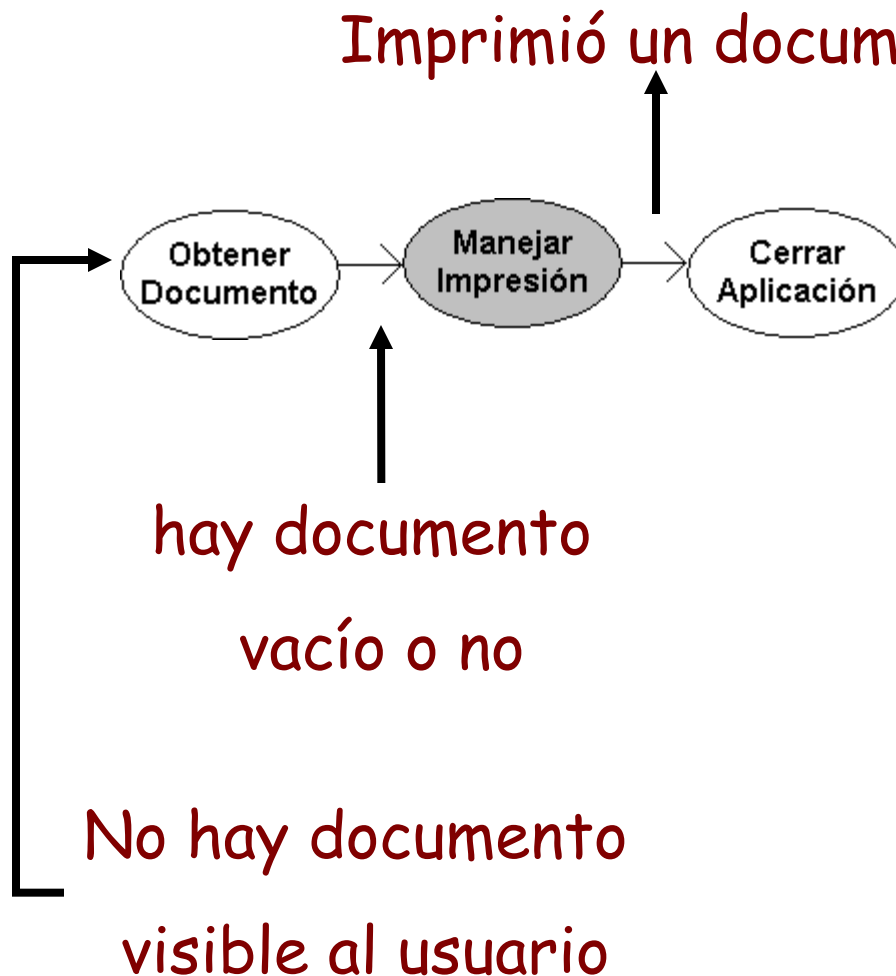 Imprimió un docum
Obtener
Documento
Manejar
Impresión
Cerrar
Aplicación
hay documento
vacío o no
No hay documento
visible al usuario